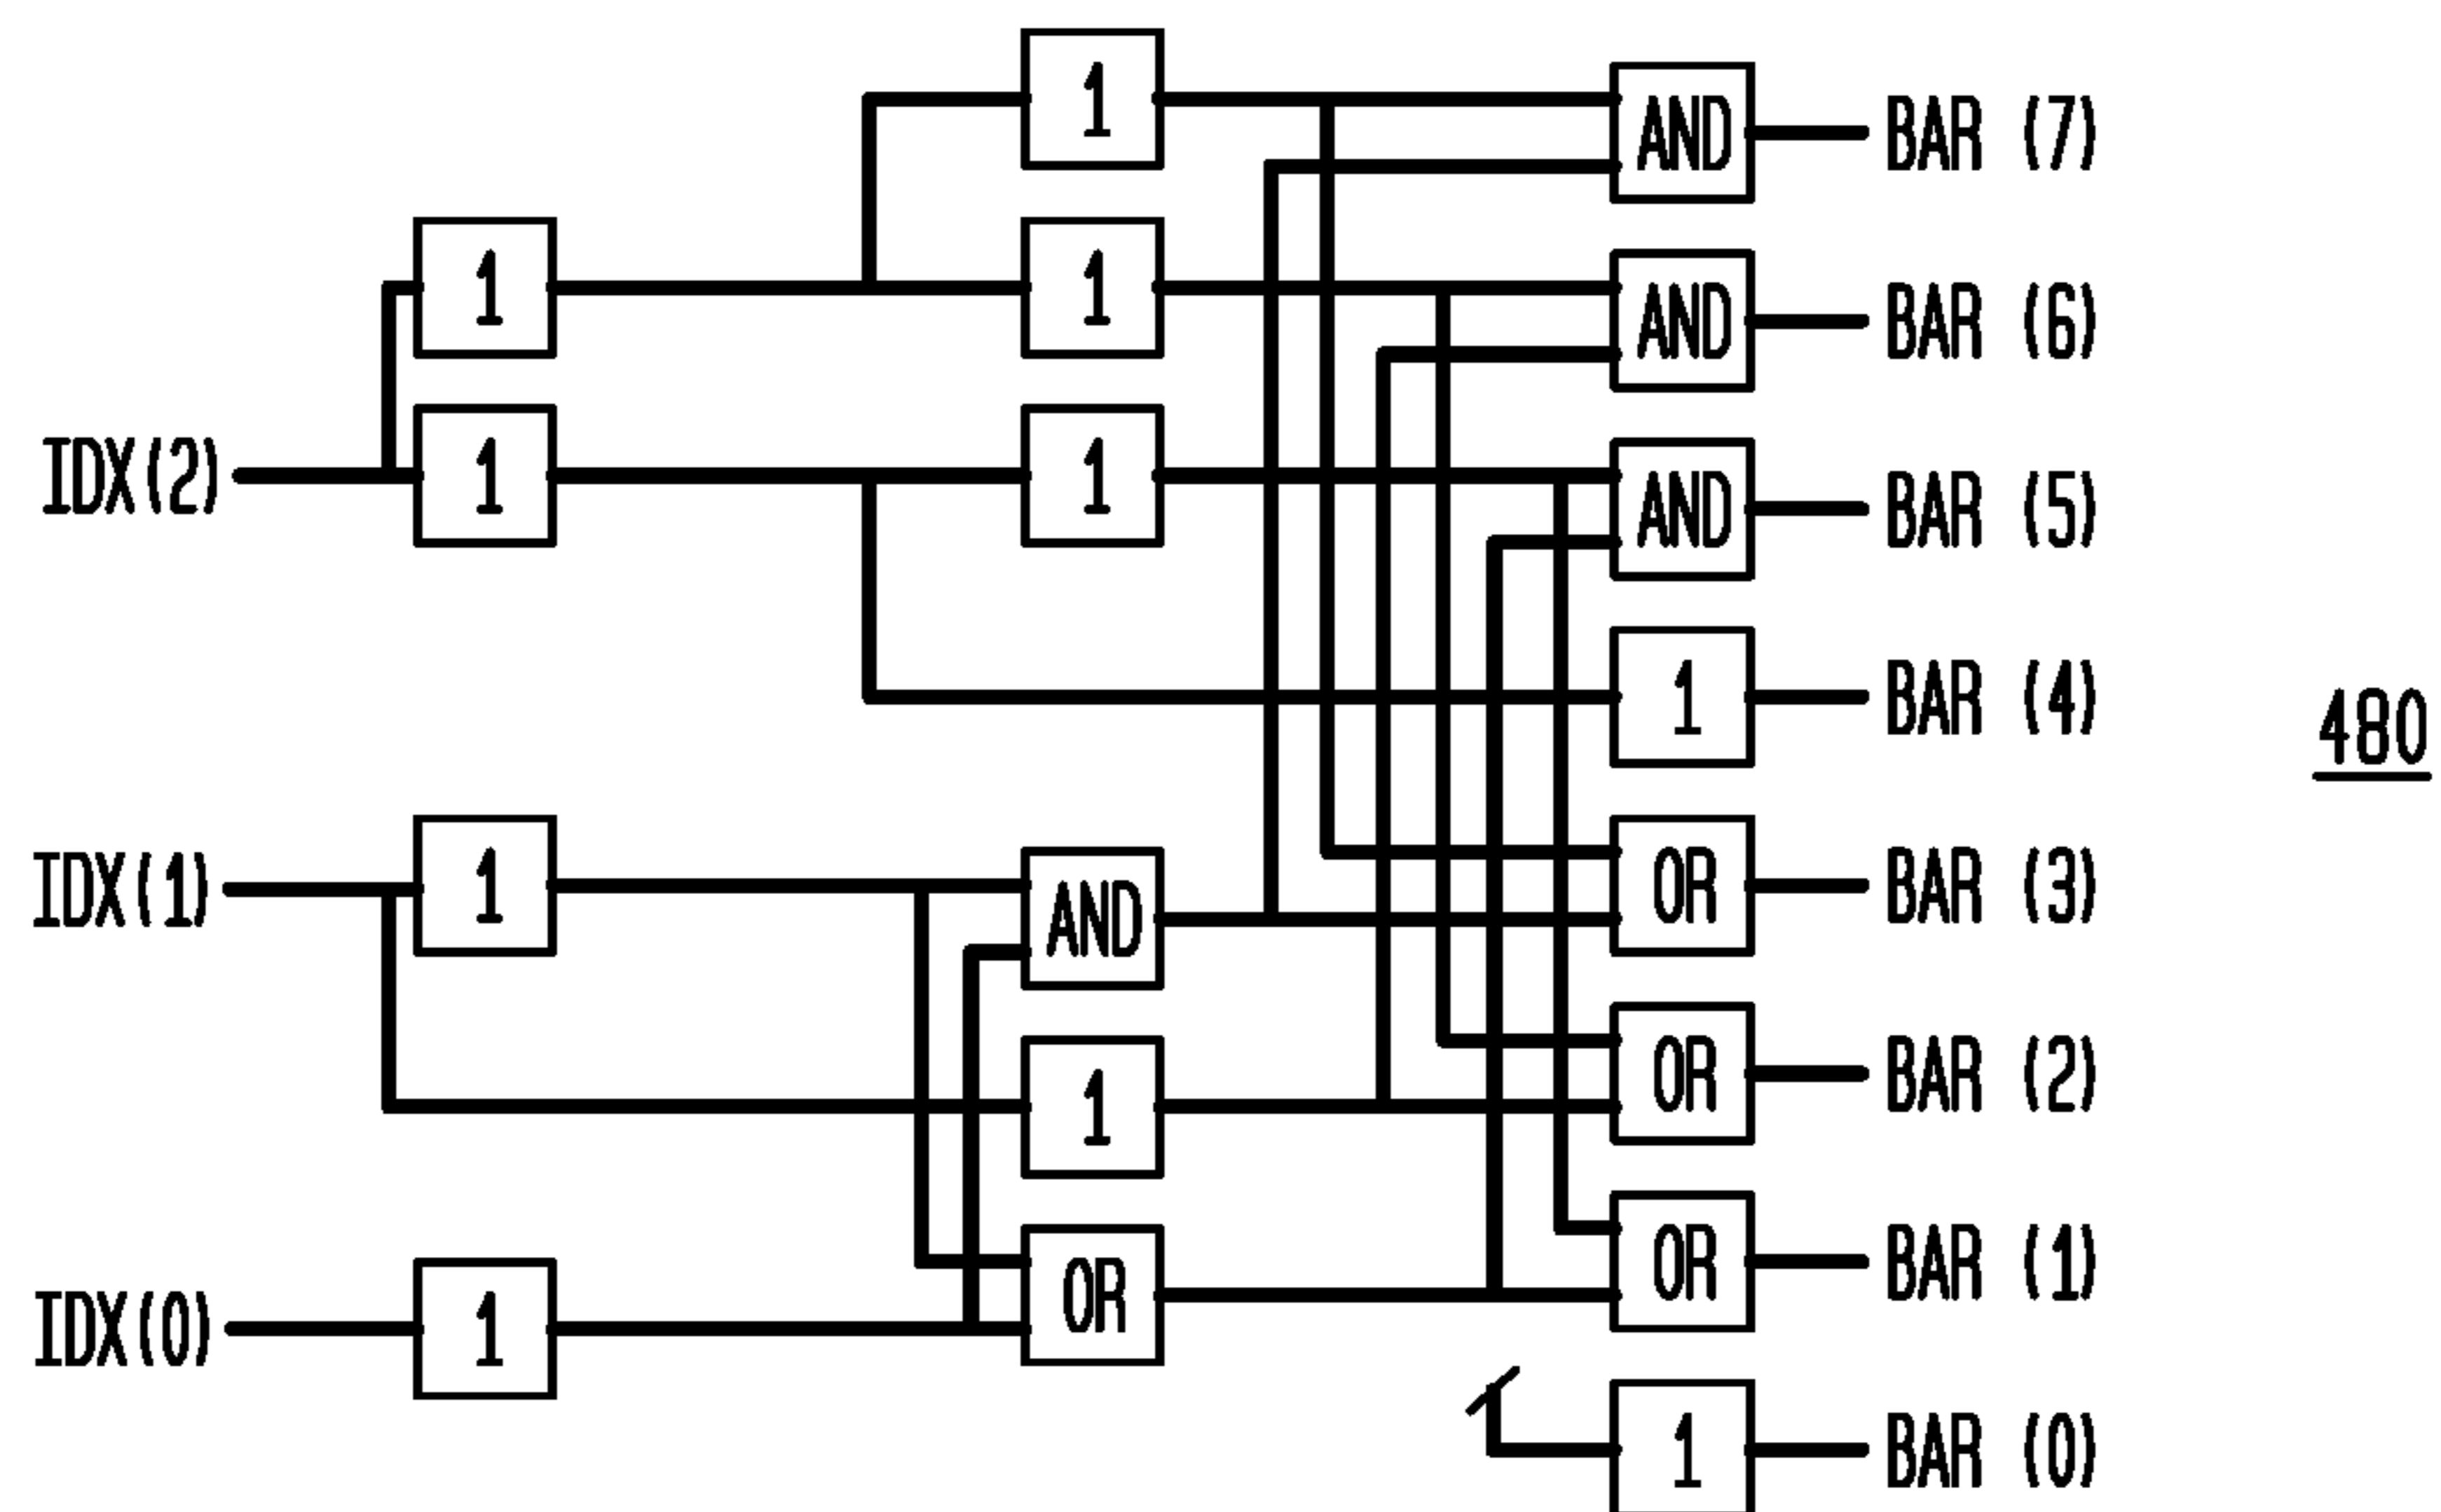 1
AND BAR (7)
1 1 AND BAR (6)
IDX(2) 1 1 AND BAR (5)
1 BAR (4)
480
IDX(1) 1 AND OR BAR (3)
1 OR BAR (2)
OR OR BAR (1)
IDX(0) 1
1 BAR (0)